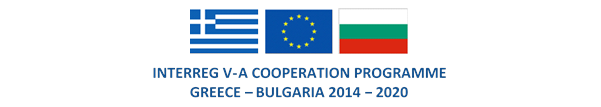 INTERREG V-A COOPERATION PROGRAMME
GREECE – BULGARIA 2014 – 2020